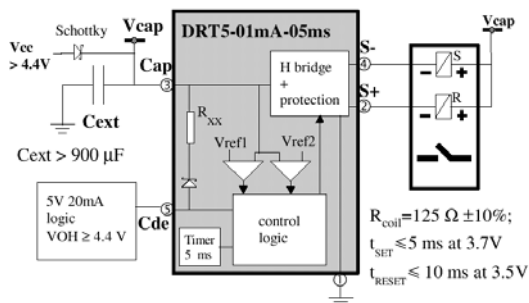 Schottky
Vcap
Vcc
> 4.4V
Cap
3
Cext
Cext > 900 µF
5V 20mA
logic
VOH ≥ 4.4 V
5
Cde
DRT5-01mA-05ms
H bridge
+
protection
RXX
Vref1
Vref2
Timer
5 ms
control
logic
1
S-
4
S+
2
Vcap
S
- +
R
- +
Rcoil=125 Ω ±10%;
tSET ≤ 5 ms at 3.7V
tRESET ≤ 10 ms at 3.5V